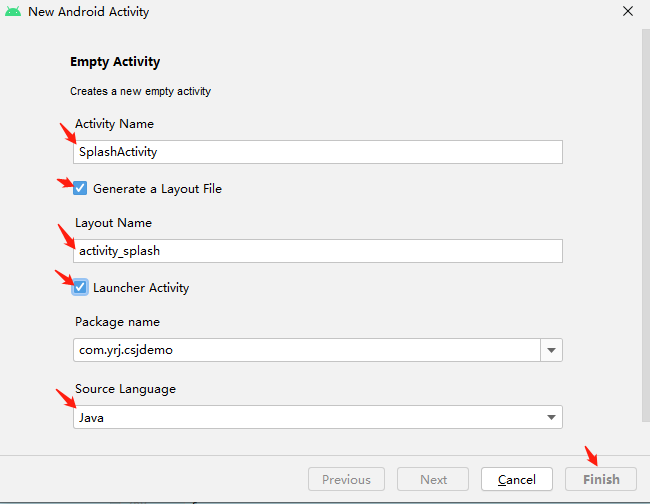 New Android Activity
Empty Activity
Creates a new empty activity
Activity Name
SplashActivity
Generate a Layout File
Layout Name
activity_splash
Launcher Activity
Package name
com.yrj.csjdemo
Source Language
Java
Previous Next Cancel Finish